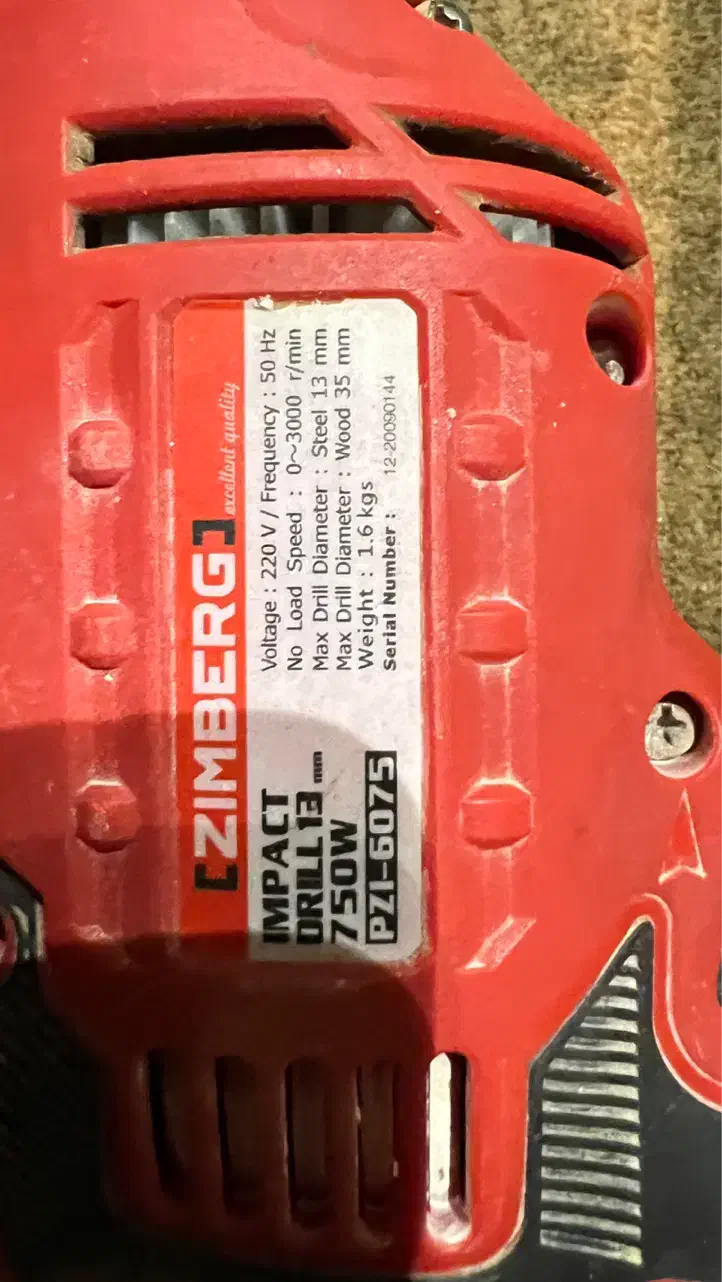 [ZIMBERG]
excellent quality
IMPACT
DRILL 13 mm
750W
PZI-6075
Voltage : 220 V / Frequency : 50 Hz
No Load Speed : 0~3000 r/min
Max Drill Diameter : Steel 13 mm
Max Drill Diameter : Wood 35 mm
Weight : 1.6 kgs
Serial Number : 12-20090144